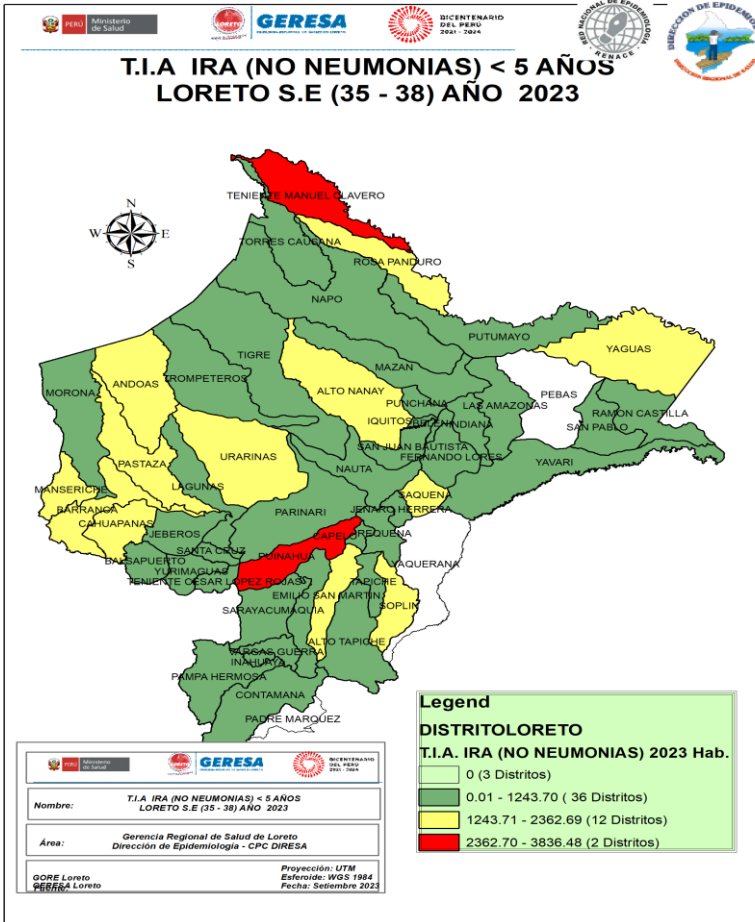 PERÚ Ministerio de Salud
GERESA
BICENTENARIO DEL PERÚ 2021 - 2024
RED NACIONAL DE EPIDEMIOLOGÍA
RENACE
DIRECCION DE EPIDEM
DIRECCION REGIONAL DE SALUD
T.I.A IRA (NO NEUMONIAS) < 5 AÑOS
LORETO S.E (35 - 38) AÑO 2023
N
W E
S
TENIENTE MANUEL CLAVERO
TORRES CAUSANA
ROSA PANDURO
NAPO
PUTUMAYO
YAGUAS
TIGRE
MAZAN
ANDOAS
TROMPETEROS
MORONA
ALTO NANAY
PEBAS
PUNCHANA
LAS AMAZONAS
RAMON CASTILLA
IQUITOS
BELEN
INDIANA
SAN PABLO
SAN JUAN BAUTISTA
URARINAS
FERNANDO LORES
PASTAZA
NAUTA
YAVARI
LAGUNAS
MANSERICHE
SAQUENA
BARRANCA
PARINARI
JENARO HERRERA
CAHUAPANAS
JEBEROS
CAPELO
REQUENA
SANTA CRUZ
PUINAHUA
BALSAPUERTO
YAQUERANA
YURIMAGUAS
TENIENTE CESAR LOPEZ ROJAS
TAPICHE
EMILIO SAN MARTIN
SOPLIN
SARAYACU
MAQUIA
ALTO TAPICHE
VARGAS GUERRA
INAHUAYA
PAMPA HERMOSA
CONTAMANA
PADRE MARQUEZ
Legend
DISTRITOLORETO
T.I.A. IRA (NO NEUMONIAS) 2023 Hab.
0 (3 Distritos)
0.01 - 1243.70 ( 36 Distritos)
1243.71 - 2362.69 (12 Distritos)
2362.70 - 3836.48 (2 Distritos)
PERÚ Ministerio de Salud
GERESA
BICENTENARIO DEL PERÚ 2021 - 2024
Nombre:
T.I.A IRA (NO NEUMONIAS) < 5 AÑOS
LORETO S.E (35 - 38) AÑO 2023
Área:
Gerencia Regional de Salud de Loreto
Dirección de Epidemiología - CPC DIRESA
GORE Loreto
GERESA Loreto
Fuente:
Proyección: UTM
Esferoide: WGS 1984
Fecha: Setiembre 2023